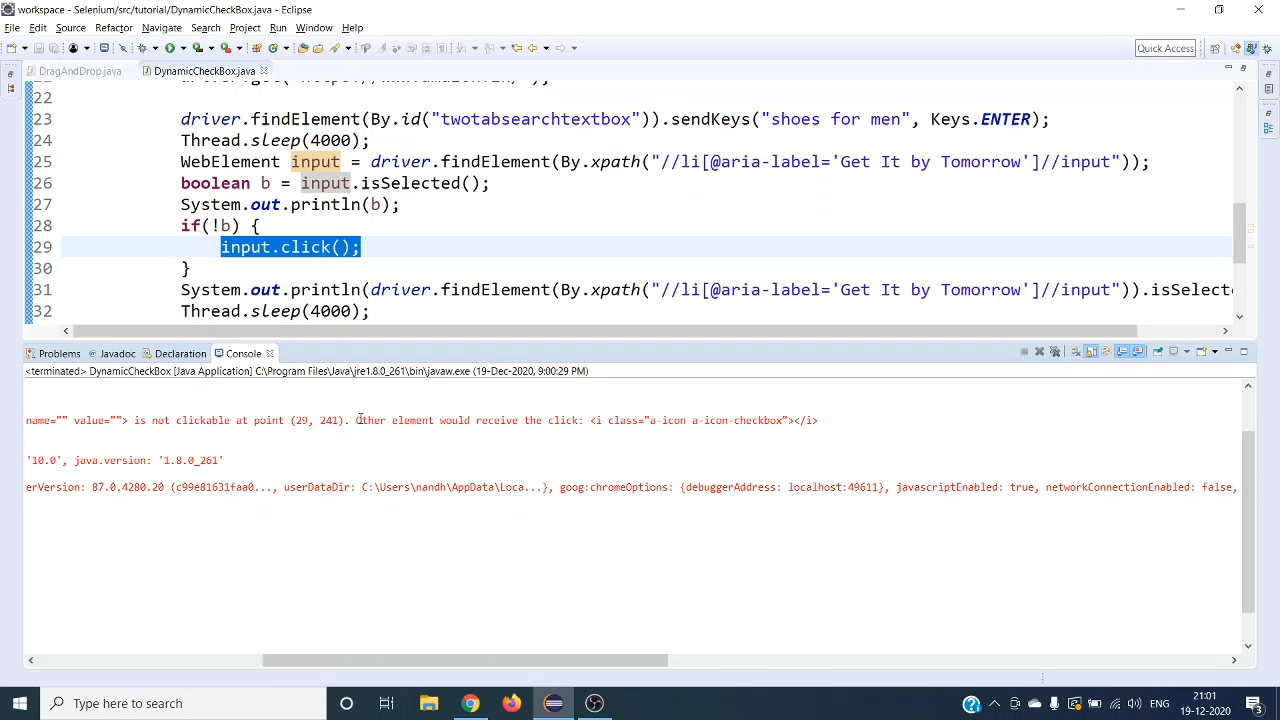 workspace - Selenium/src/tutorial/DynamicCheckBox.java - Eclipse
File Edit Source Refactor Navigate Search Project Run Window Help
Quick Access
DragAndDrop.java DynamicCheckBox.java
22
23 driver.findElement(By.id("twotabsearchtextbox")).sendKeys("shoes for men", Keys.ENTER);
24 Thread.sleep(4000);
25 WebElement input = driver.findElement(By.xpath("//li[@aria-label='Get It by Tomorrow']//input"));
26 boolean b = input.isSelected();
27 System.out.println(b);
28 if(!b) {
29 input.click();
30 }
31 System.out.println(driver.findElement(By.xpath("//li[@aria-label='Get It by Tomorrow']//input")).isSelect
32 Thread.sleep(4000);
Problems Javadoc Declaration Console
<terminated> DynamicCheckBox [Java Application] C:\Program Files\Java\jre1.8.0_261\bin\javaw.exe (19-Dec-2020, 9:00:29 PM)
name="" value=""> is not clickable at point (29, 241). Other element would receive the click: <i class="a-icon a-icon-checkbox"></i>
'10.0', java.version: '1.8.0_261'
erVersion: 87.0.4280.20 (c99e81631faa0..., userDataDir: C:\Users\nandh\AppData\Loca...}, goog:chromeOptions: {debuggerAddress: localhost:49611}, javascriptEnabled: true, networkConnectionEnabled: false,
Type here to search
ENG
21:01
19-12-2020
3